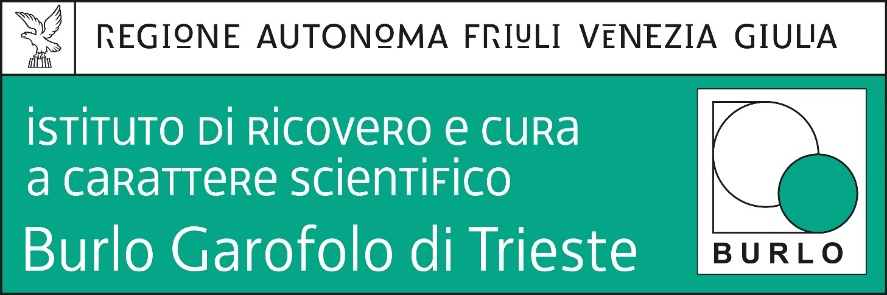 REGIONE AUTONOMA FRIULI VENEZIA GIULIA
istituto di ricovero e cura
a carattere scientifico
Burlo Garofolo di Trieste
BURLO